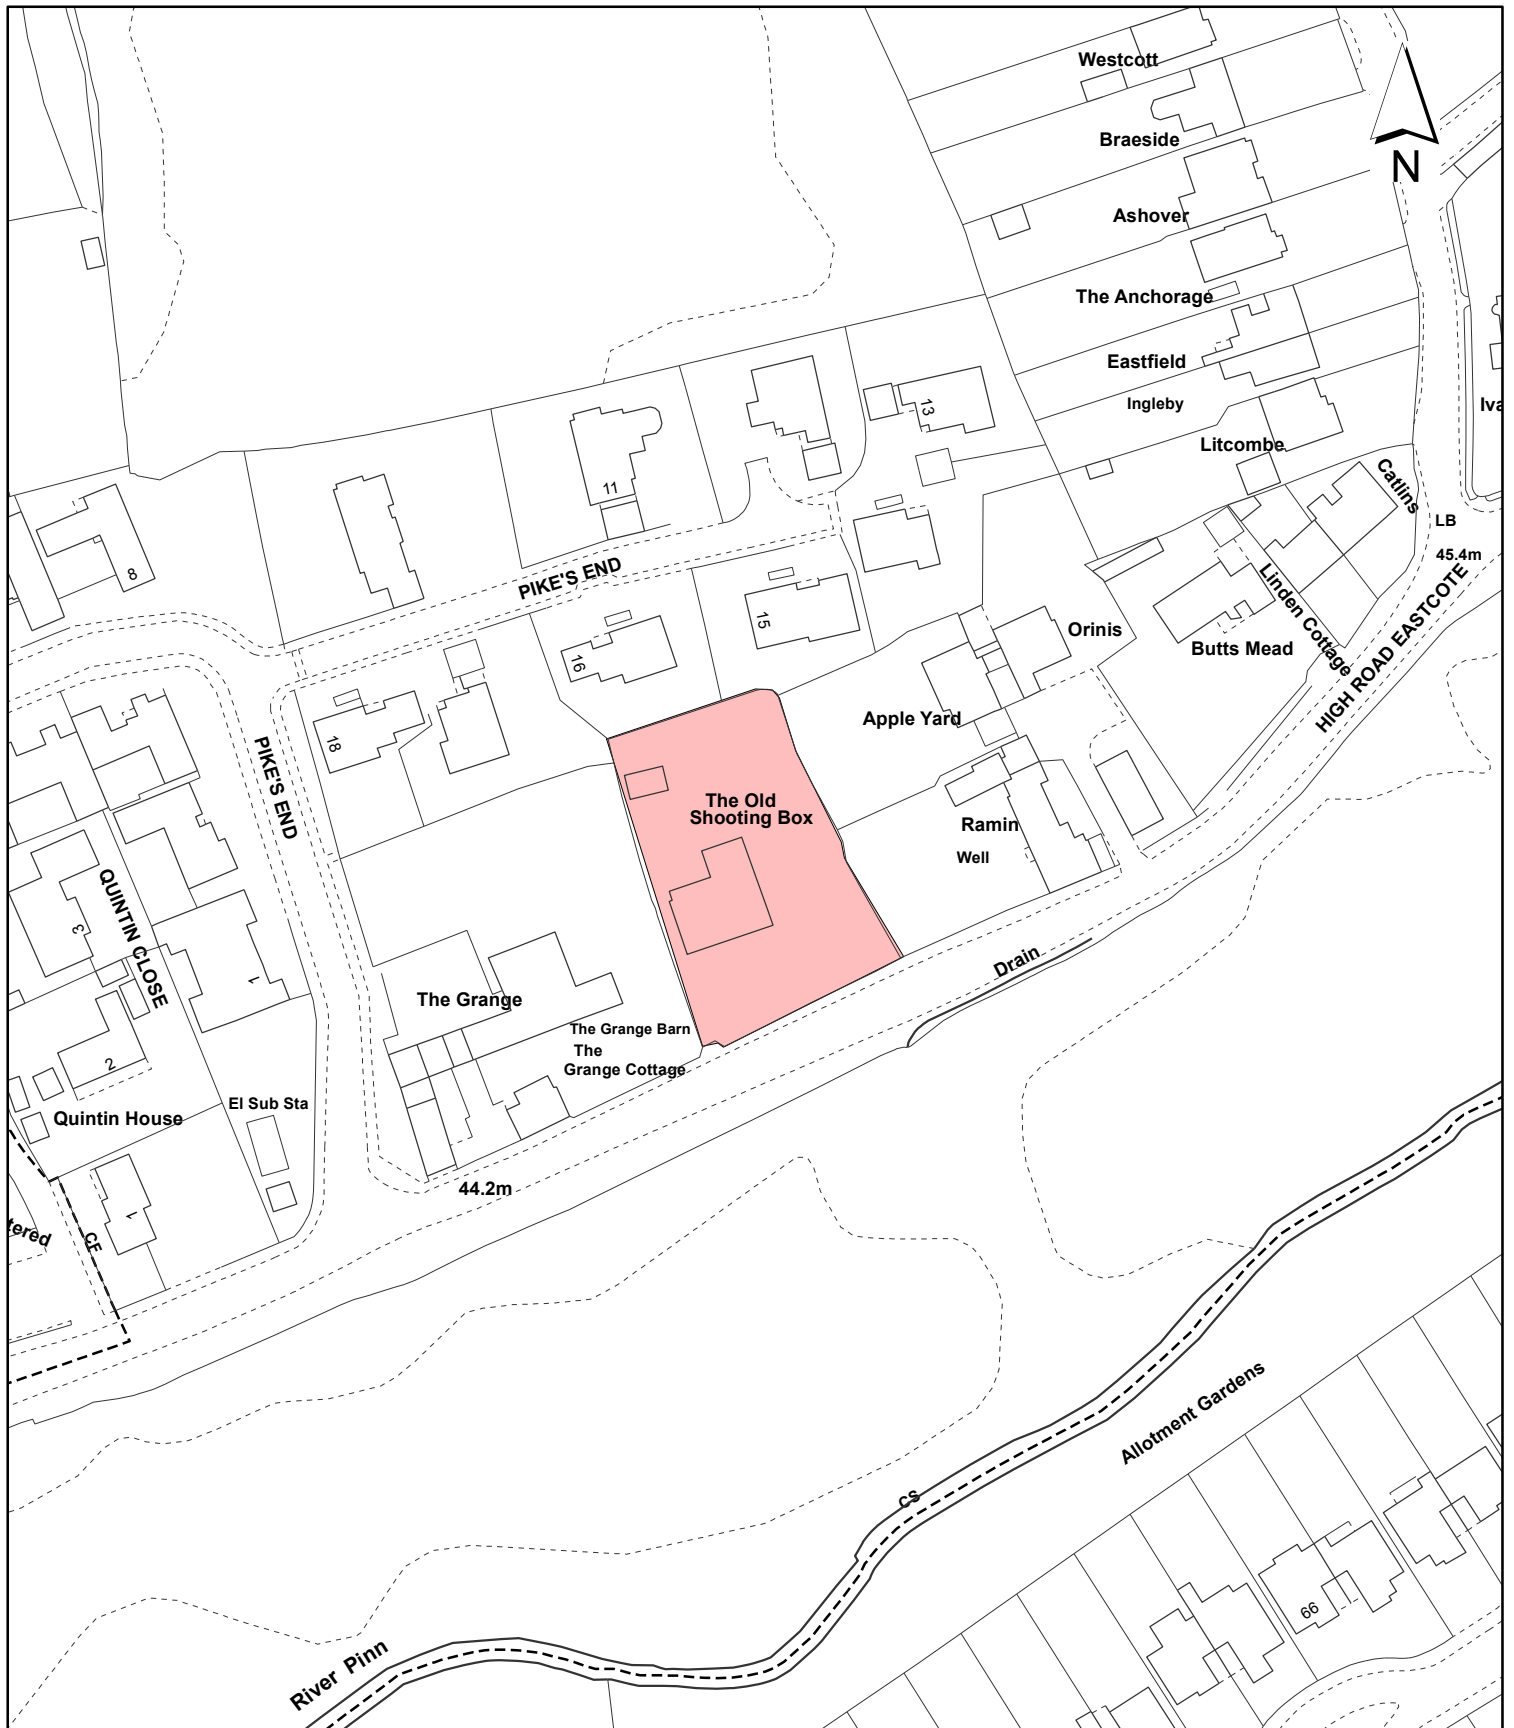 Westcott
Braeside
N
Ashover
The Anchorage
Eastfield
Ingleby
13
Litcombe
Catlins
11
LB
45.4m
8
PIKE'S END
Linden Cottage
HIGH ROAD EASTCOTE
15
16
Orinis
Butts Mead
Apple Yard
18
PIKE'S END
The Old
Shooting Box
Ramin
Well
QUINTIN CLOSE
3
1
Drain
The Grange
The Grange Barn
The
Grange Cottage
2
El Sub Sta
Quintin House
44.2m
1
CF
Allotment Gardens
CS
66
River Pinn